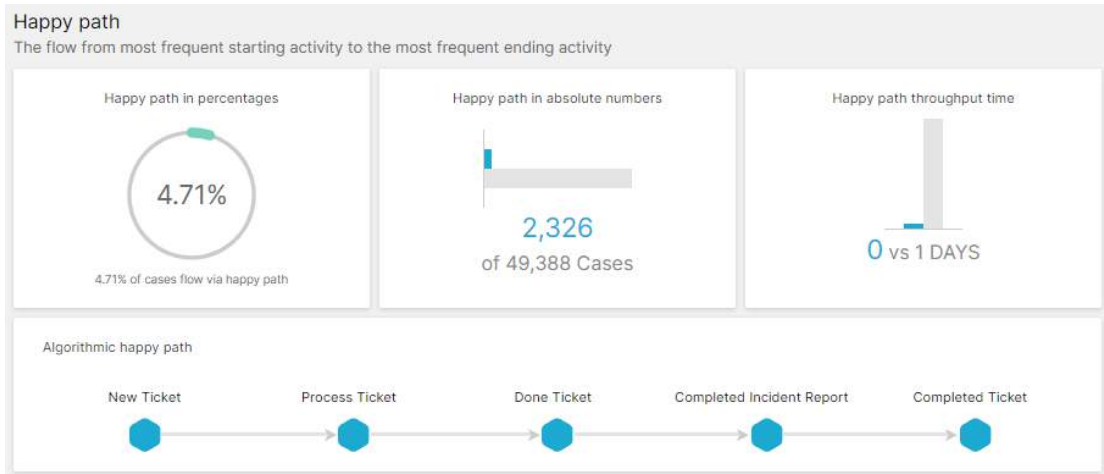 Happy path
The flow from most frequent starting activity to the most frequent ending activity
Happy path in percentages
4.71%
4.71% of cases flow via happy path
Happy path in absolute numbers
2,326
of 49,388 Cases
Happy path throughput time
0 vs 1 DAYS
Algorithmic happy path
New Ticket
Process Ticket
Done Ticket
Completed Incident Report
Completed Ticket